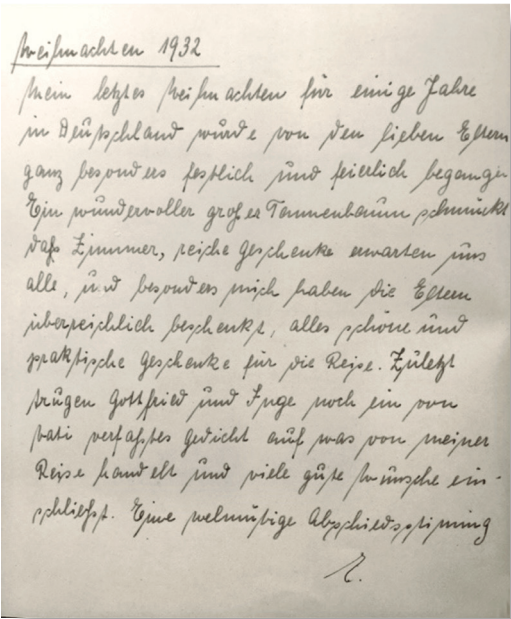 Weihnachten 1932
Mein letztes Weihnachten für einige Jahre
in Deutschland wurde von den lieben Eltern
ganz besonders festlich und feierlich begangen
Ein wundervoller großer Tannenbaum schmückt
daß Zimmer, reiche Geschenke erwarten uns
alle, und besonders mich haben die Eltern
überreichlich beschenkt, alles schöne und
praktische Geschenke für die Reise. Zuletzt
trugen Gottfried und Inge noch ein von
Vati verfaßtes Gedicht auf was von meiner
Reise handelt und viele gute Wünsche ein-
schließt. Eine welmütige Abschiedsstimung